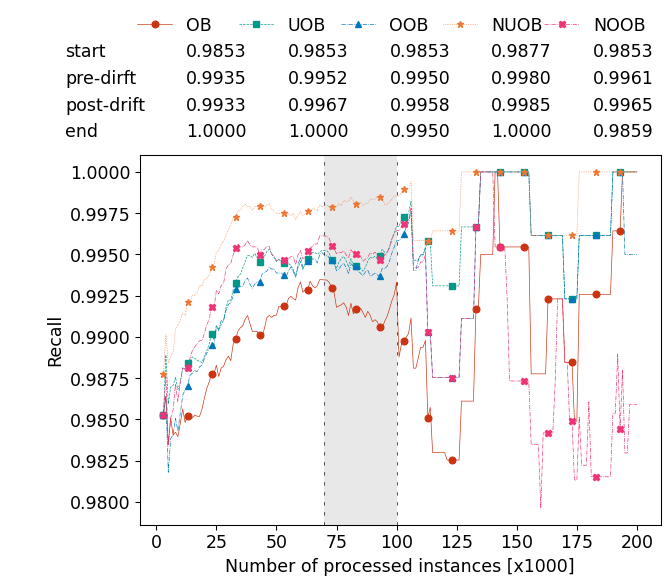 OB UOB OOB NUOB NOOB
start 0.9853 0.9853 0.9853 0.9877 0.9853
pre-dirft 0.9935 0.9952 0.9950 0.9980 0.9961
post-drift 0.9933 0.9967 0.9958 0.9985 0.9965
end 1.0000 1.0000 0.9950 1.0000 0.9859
1.0000
0.9975
0.9950
0.9925
0.9900
0.9875
0.9850
0.9825
0.9800
Recall
0 25 50 75 100 125 150 175 200
Number of processed instances [x1000]